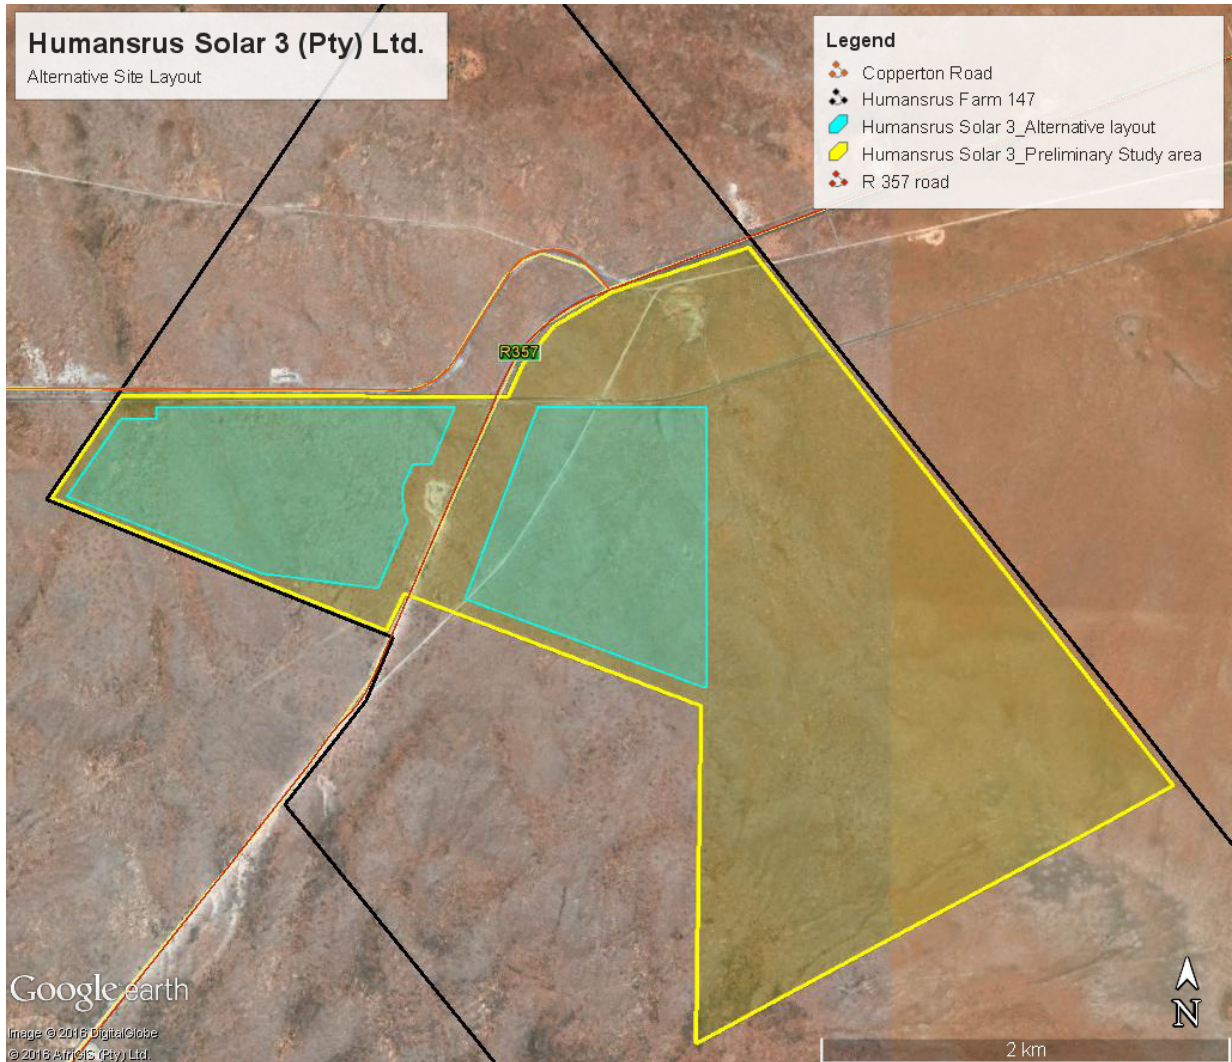 Humansrus Solar 3 (Pty) Ltd.
Alternative Site Layout
Legend
Copperton Road
Humansrus Farm 147
Humansrus Solar 3_Alternative layout
Humansrus Solar 3_Preliminary Study area
R 357 road
R357
Google earth
Image © 2016 DigitalGlobe
© 2016 AfriGIS (Pty) Ltd.
N
2 km